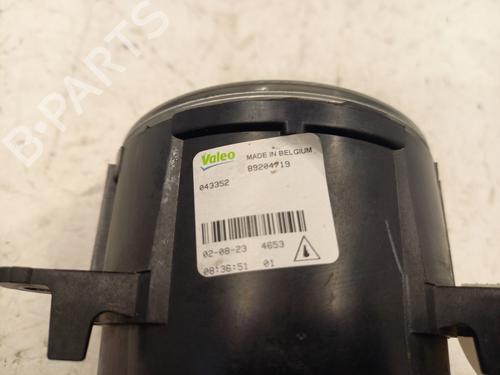 B-PARTS
Valeo
MADE IN BELGIUM
89204719
043352
02-08-23 4653
08:36:51 01